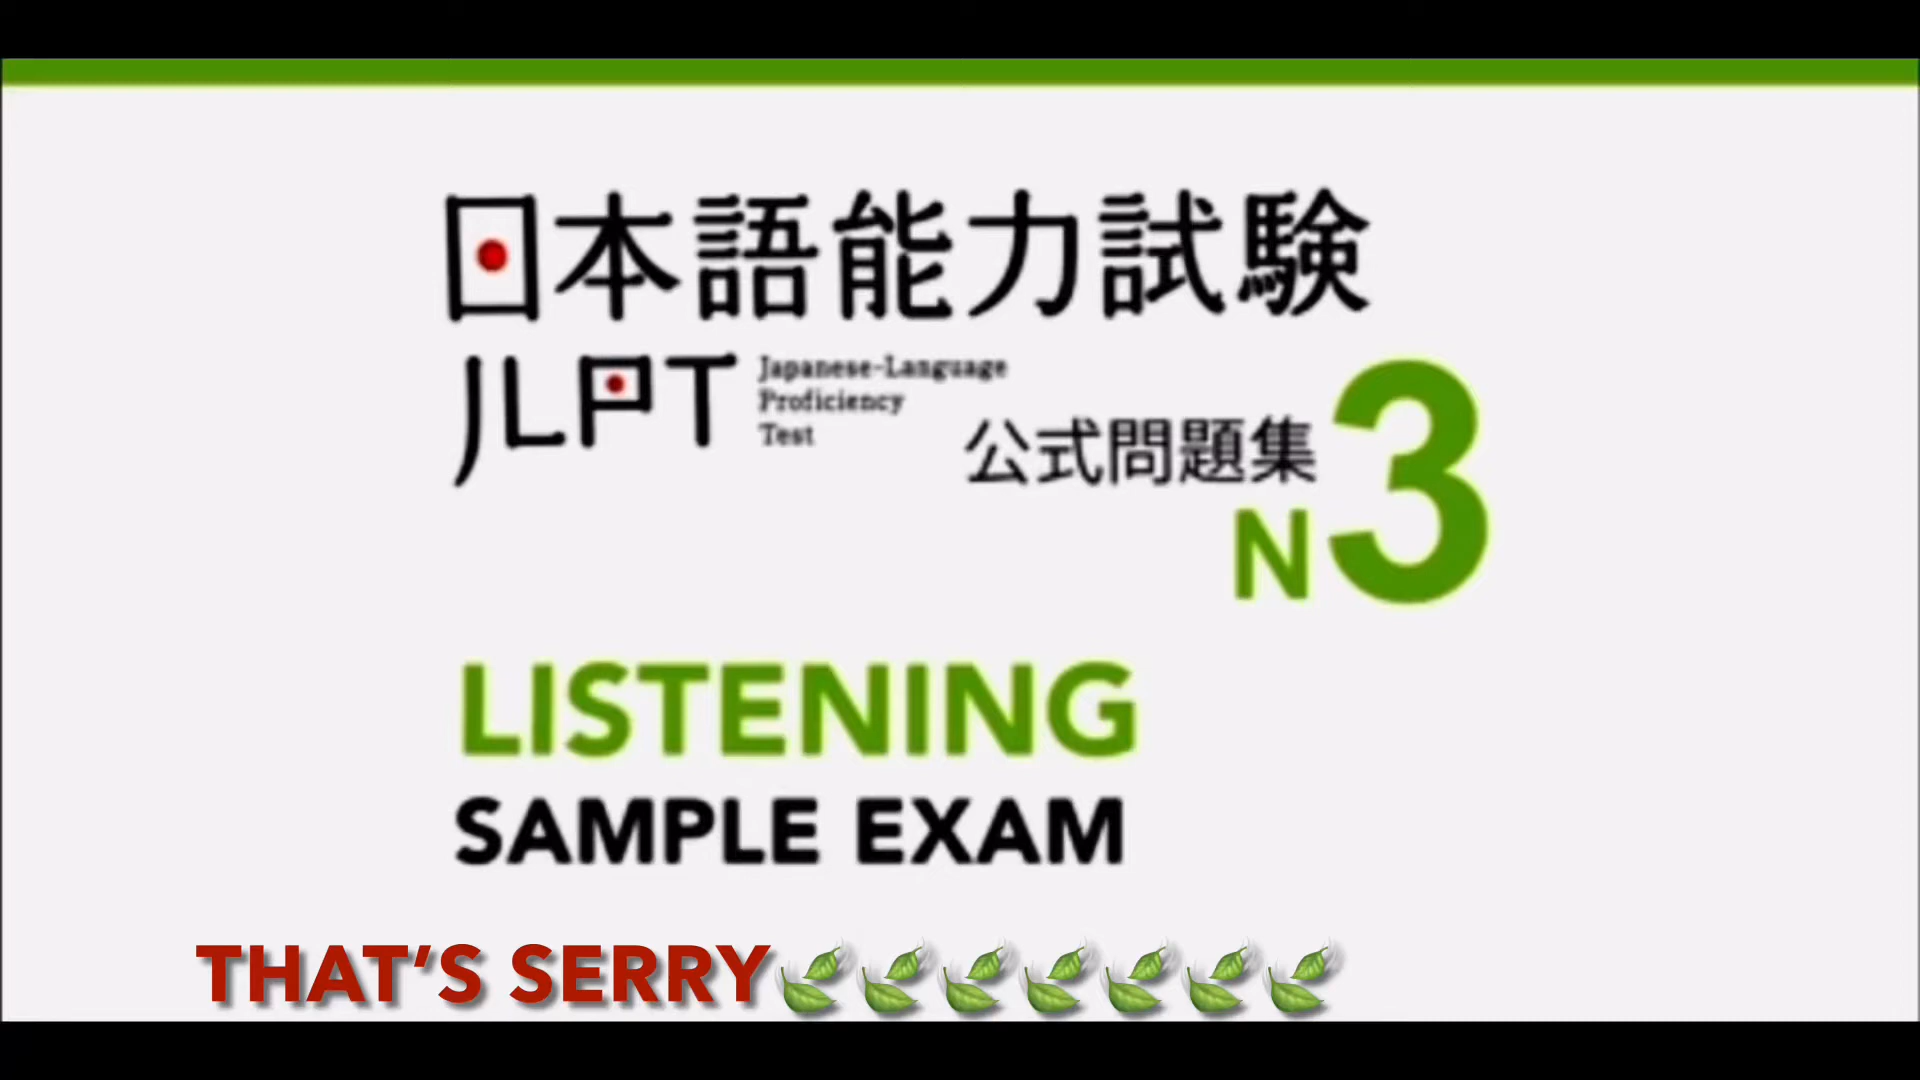 日本語能力試験
JLPT Japanese-Language
Proficiency
Test
公式問題集
N3
LISTENING
SAMPLE EXAM
THAT’S SERRY🍃🍃🍃🍃🍃🍃🍃